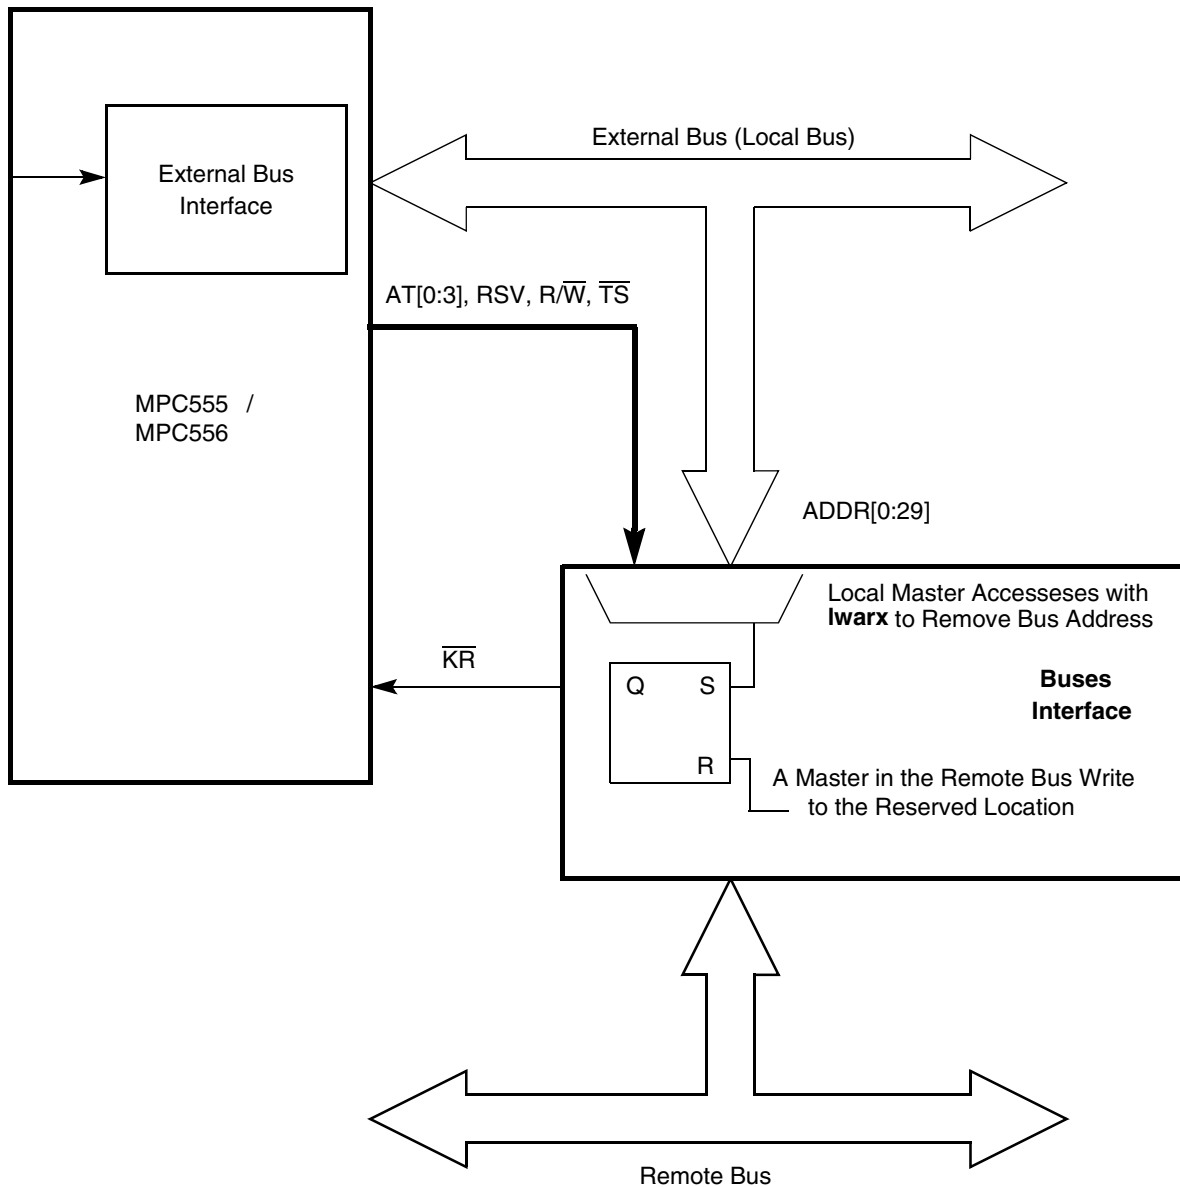 External Bus (Local Bus)
External Bus
Interface
AT[0:3], RSV, R/W̅, T̅S̅
MPC555 /
MPC556
ADDR[0:29]
Local Master Accesseses with
lwarx to Remove Bus Address
K̅R̅
Q S
Buses
Interface
R
A Master in the Remote Bus Write
to the Reserved Location
Remote Bus